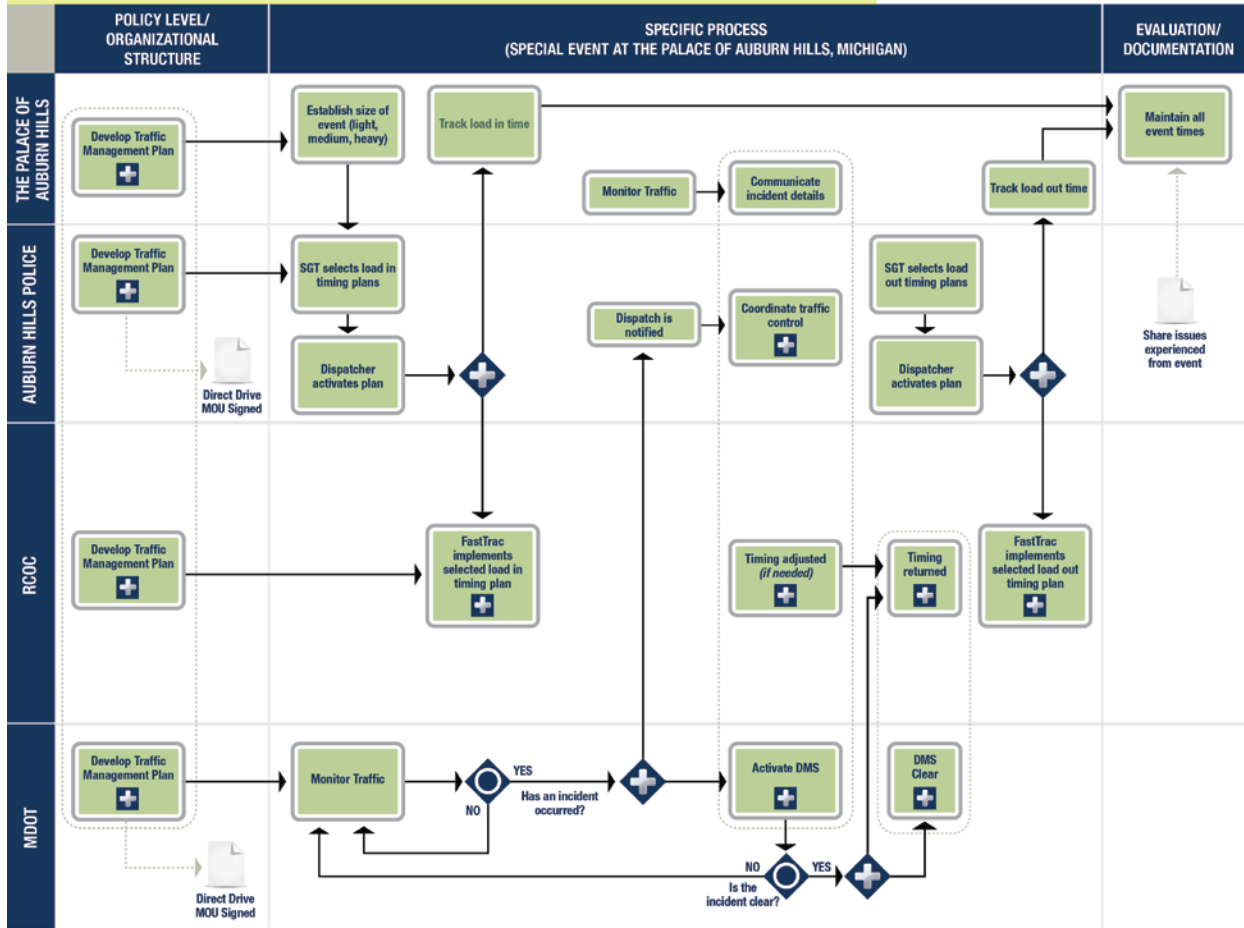 POLICY LEVEL/
ORGANIZATIONAL
STRUCTURE
SPECIFIC PROCESS
(SPECIAL EVENT AT THE PALACE OF AUBURN HILLS, MICHIGAN)
EVALUATION/
DOCUMENTATION
THE PALACE OF
AUBURN HILLS
Develop Traffic
Management Plan
Establish size of
event (light,
medium, heavy)
Track load in time
Monitor Traffic
Communicate
incident details
Track load out time
Maintain all
event times
AUBURN HILLS POLICE
Develop Traffic
Management Plan
Direct Drive
MOU Signed
SGT selects load in
timing plans
Dispatcher
activates plan
Dispatch is
notified
Coordinate traffic
control
SGT selects load
out timing plans
Dispatcher
activates plan
Share issues
experienced
from event
RCOC
Develop Traffic
Management Plan
FastTrac
implements
selected load in
timing plan
Timing adjusted
(if needed)
Timing
returned
FastTrac
implements
selected load out
timing plan
MDOT
Develop Traffic
Management Plan
Direct Drive
MOU Signed
Monitor Traffic
YES
NO
Has an incident
occurred?
Activate DMS
DMS
Clear
NO
YES
Is the
incident clear?